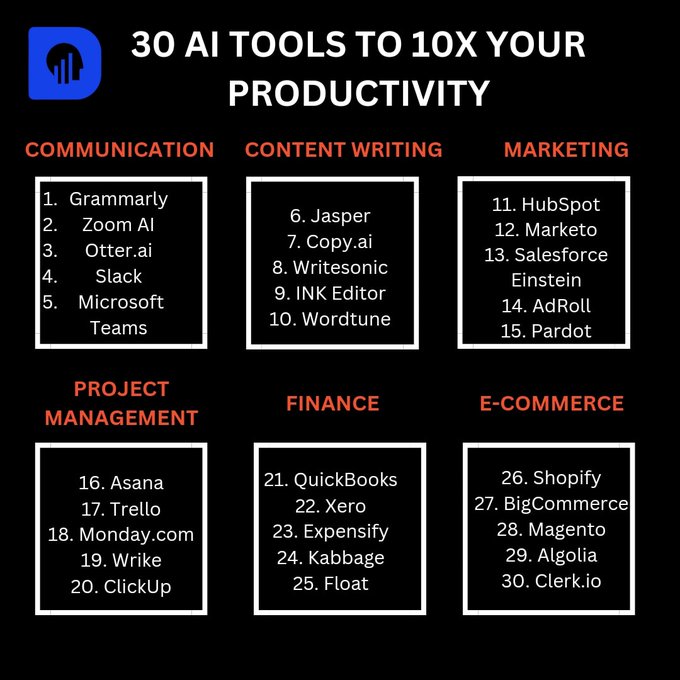 30 AI TOOLS TO 10X YOUR
PRODUCTIVITY
COMMUNICATION
1. Grammarly
2. Zoom AI
3. Otter.ai
4. Slack
5. Microsoft
Teams
CONTENT WRITING
6. Jasper
7. Copy.ai
8. Writesonic
9. INK Editor
10. Wordtune
MARKETING
11. HubSpot
12. Marketo
13. Salesforce
Einstein
14. AdRoll
15. Pardot
PROJECT
MANAGEMENT
16. Asana
17. Trello
18. Monday.com
19. Wrike
20. ClickUp
FINANCE
21. QuickBooks
22. Xero
23. Expensify
24. Kabbage
25. Float
E-COMMERCE
26. Shopify
27. BigCommerce
28. Magento
29. Algolia
30. Clerk.io